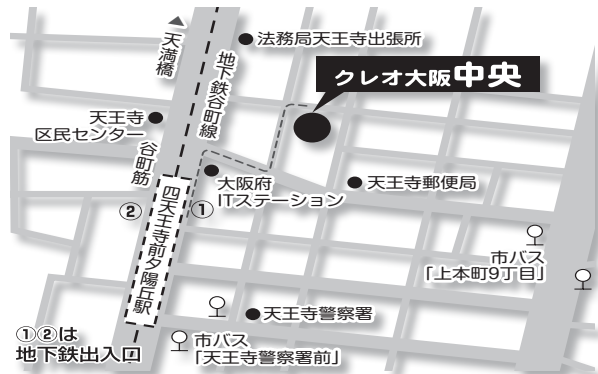 天満橋
法務局天王寺出張所
地下鉄谷町線
クレオ大阪中央
天王寺
区民センター
谷町筋
大阪府
ITステーション
天王寺郵便局
②
①
四天王寺前夕陽丘駅
市バス
「上本町9丁目」
天王寺警察署
①②は
地下鉄出入口
市バス
「天王寺警察署前」